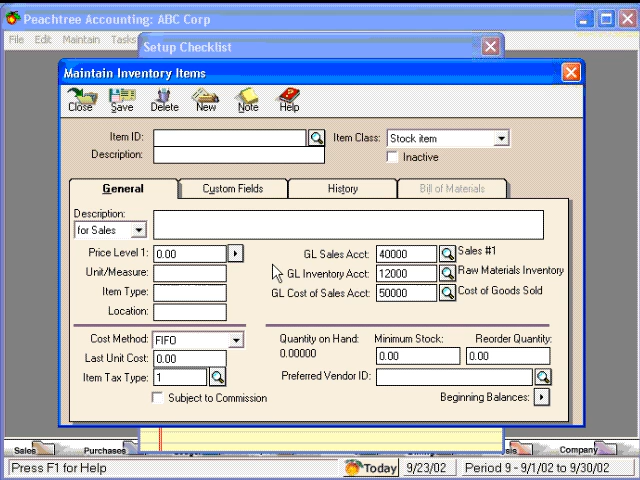 Peachtree Accounting: ABC Corp
File Edit Maintain Tasks
Setup Checklist
Maintain Inventory Items
Close Save Delete New Note Help
Item ID: Item Class: Stock item
Description: Inactive
General Custom Fields History Bill of Materials
Description:
for Sales
Price Level 1: 0.00 GL Sales Acct: 40000 Sales #1
Unit/Measure: GL Inventory Acct: 12000 Raw Materials Inventory
Item Type: GL Cost of Sales Acct: 50000 Cost of Goods Sold
Location:
Cost Method: FIFO Quantity on Hand: Minimum Stock: Reorder Quantity:
Last Unit Cost: 0.00 0.00000 0.00 0.00
Item Tax Type: 1 Preferred Vendor ID:
Subject to Commission Beginning Balances:
Sales Purchases Company
Press F1 for Help Today 9/23/02 Period 9 - 9/1/02 to 9/30/02